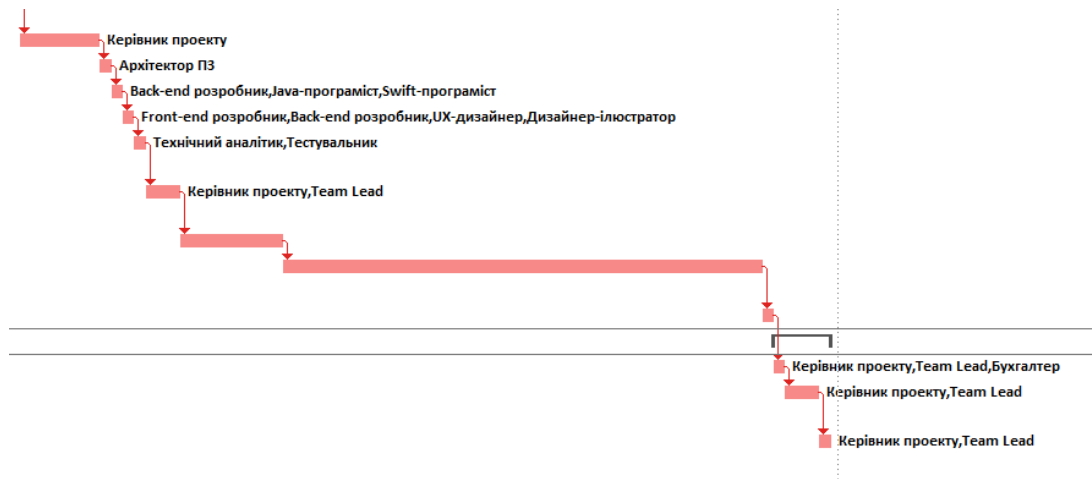 Керівник проекту
Архітектор ПЗ
Back-end розробник,Java-програміст,Swift-програміст
Front-end розробник,Back-end розробник,UX-дизайнер,Дизайнер-ілюстратор
Технічний аналітик,Тестувальник
Керівник проекту,Team Lead
Керівник проекту,Team Lead,Бухгалтер
Керівник проекту,Team Lead
Керівник проекту,Team Lead